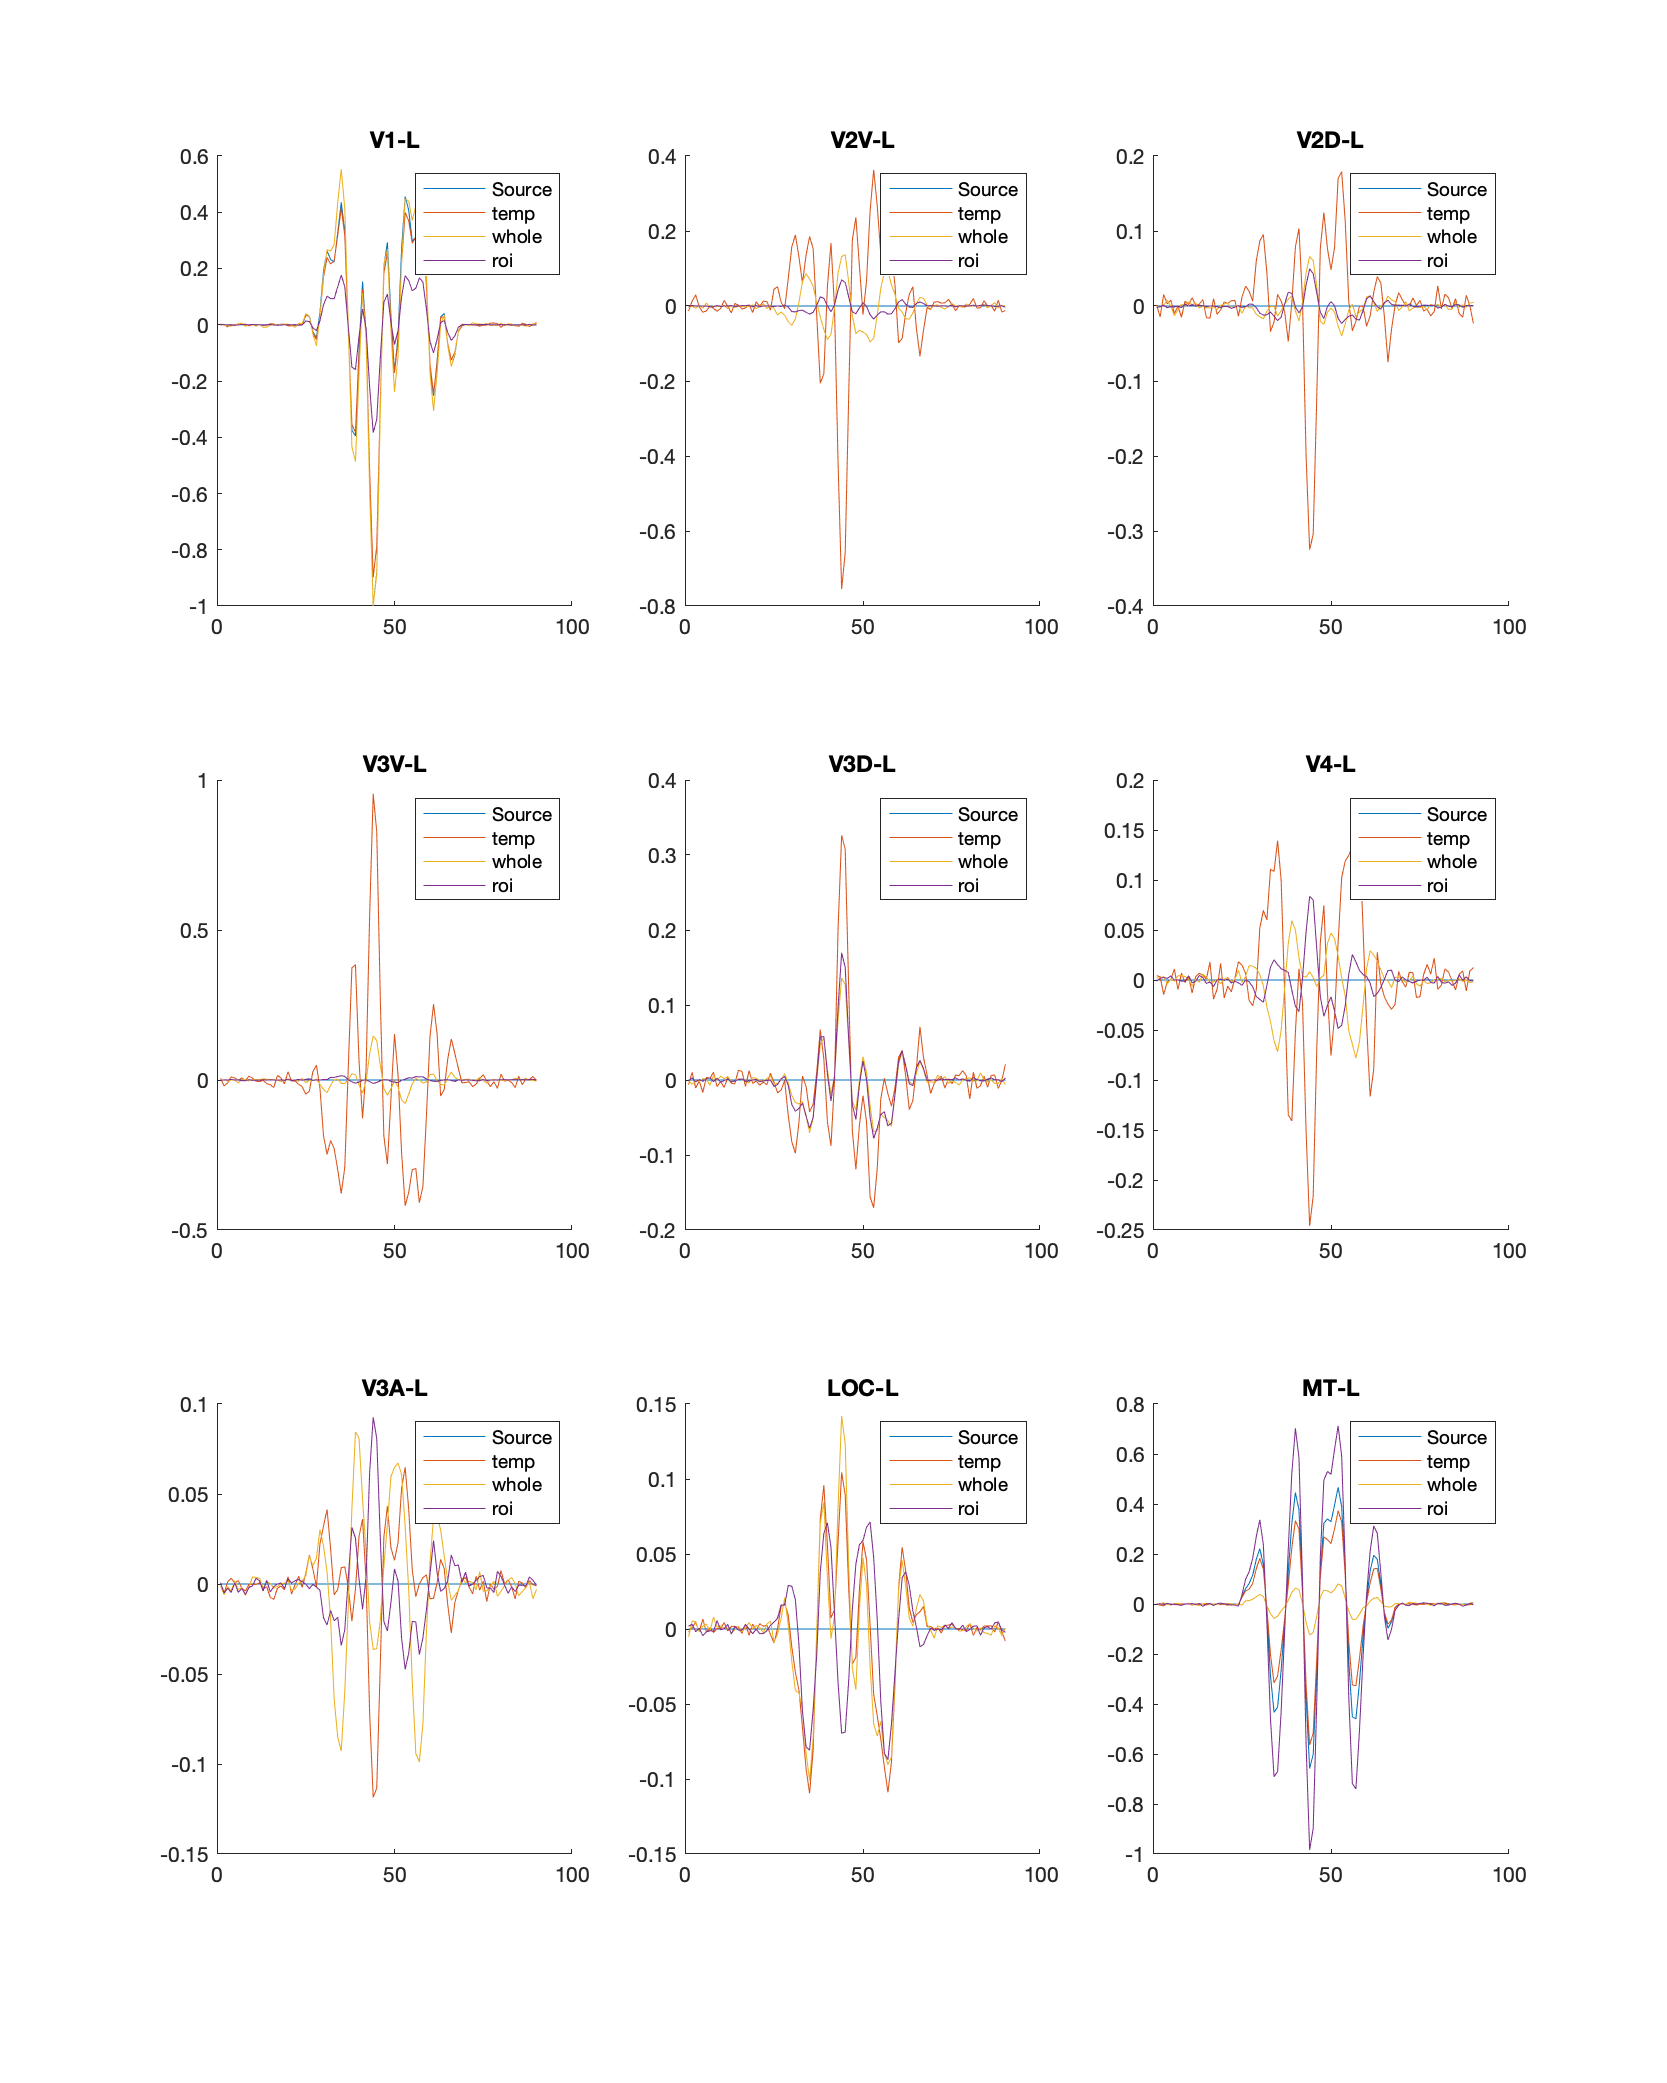 V1-L
V2V-L
V2D-L
0.6
0.4
0.2
0
-0.2
-0.4
-0.6
-0.8
-1
0
50
100
Source
temp
whole
roi
0.4
0.2
0
-0.2
-0.4
-0.6
-0.8
0
50
100
Source
temp
whole
roi
0.2
0.1
0
-0.1
-0.2
-0.3
-0.4
0
50
100
Source
temp
whole
roi
V3V-L
V3D-L
V4-L
1
0.5
0
-0.5
0
50
100
Source
temp
whole
roi
0.4
0.3
0.2
0.1
0
-0.1
-0.2
0
50
100
Source
temp
whole
roi
0.2
0.15
0.1
0.05
0
-0.05
-0.1
-0.15
-0.2
-0.25
0
50
100
Source
temp
whole
roi
V3A-L
LOC-L
MT-L
0.1
0.05
0
-0.05
-0.1
-0.15
0
50
100
Source
temp
whole
roi
0.15
0.1
0.05
0
-0.05
-0.1
-0.15
0
50
100
Source
temp
whole
roi
0.8
0.6
0.4
0.2
0
-0.2
-0.4
-0.6
-0.8
-1
0
50
100
Source
temp
whole
roi